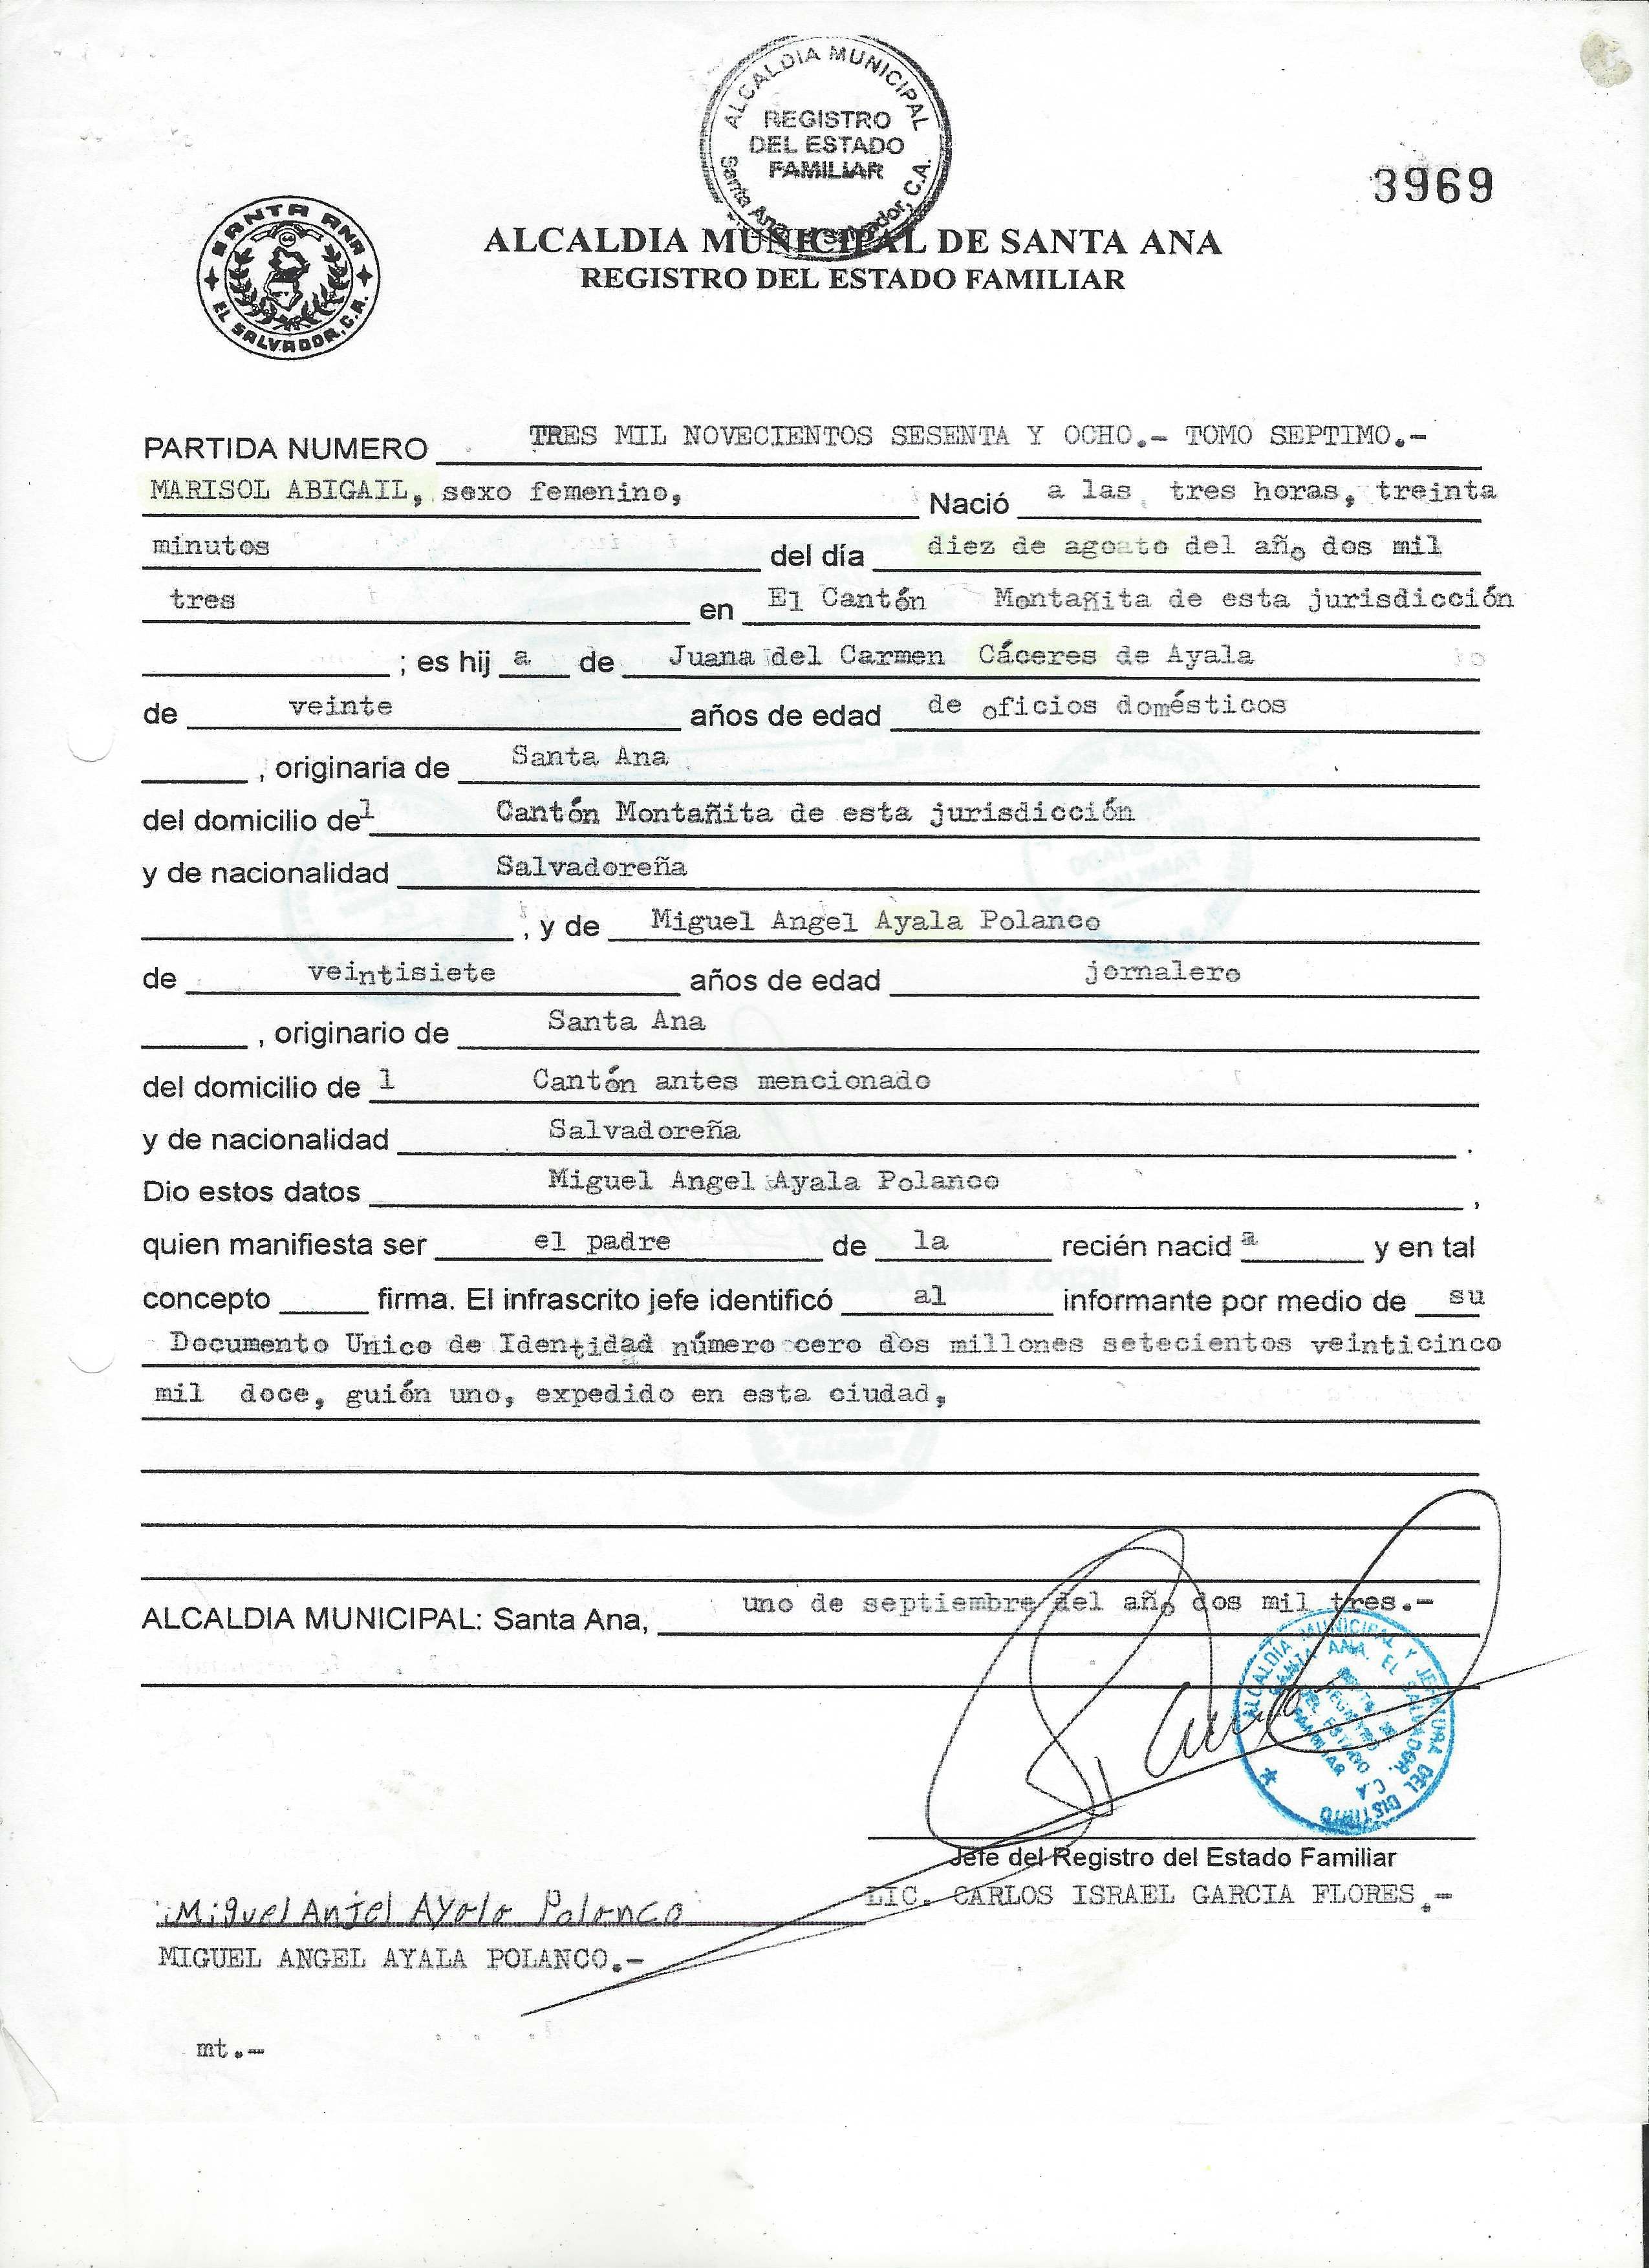 ALCALDIA MUNICIPAL
REGISTRO
DEL ESTADO
FAMILIAR
Santa Ana, El Salvador, C.A.
3969
SANTA ANA
EL SALVADOR, C.A.
ALCALDIA MUNICIPAL DE SANTA ANA
REGISTRO DEL ESTADO FAMILIAR
PARTIDA NUMERO TRES MIL NOVECIENTOS SESENTA Y OCHO.- TOMO SEPTIMO.-
MARISOL ABIGAIL, sexo femenino, Nació a las tres horas, treinta
minutos del día diez de agosto del año dos mil
tres en El Cantón Montañita de esta jurisdicción
; es hij a de Juana del Carmen Cáceres de Ayala
de veinte años de edad de oficios domésticos
, originaria de Santa Ana
del domicilio del Cantón Montañita de esta jurisdicción
y de nacionalidad Salvadoreña
, y de Miguel Angel Ayala Polanco
de veintisiete años de edad jornalero
, originario de Santa Ana
del domicilio de l Cantón antes mencionado
y de nacionalidad Salvadoreña .
Dio estos datos Miguel Angel Ayala Polanco ,
quien manifiesta ser el padre de la recién nacid a y en tal
concepto firma. El infrascrito jefe identificó al informante por medio de su
Documento Unico de Identidad número cero dos millones setecientos veinticinco
mil doce, guión uno, expedido en esta ciudad,
ALCALDIA MUNICIPAL: Santa Ana, uno de septiembre del año dos mil tres.-
ALCALDIA MUNICIPAL Y JEFATURA DEL DISTRITO
SANTA ANA. EL SALVADOR. C.A
REGISTRO
DEL ESTADO
FAMILIAR
Jefe del Registro del Estado Familiar
LIC. CARLOS ISRAEL GARCIA FLORES.-
Miguel Anjel Ayala Polanco
MIGUEL ANGEL AYALA POLANCO.-
mt.-